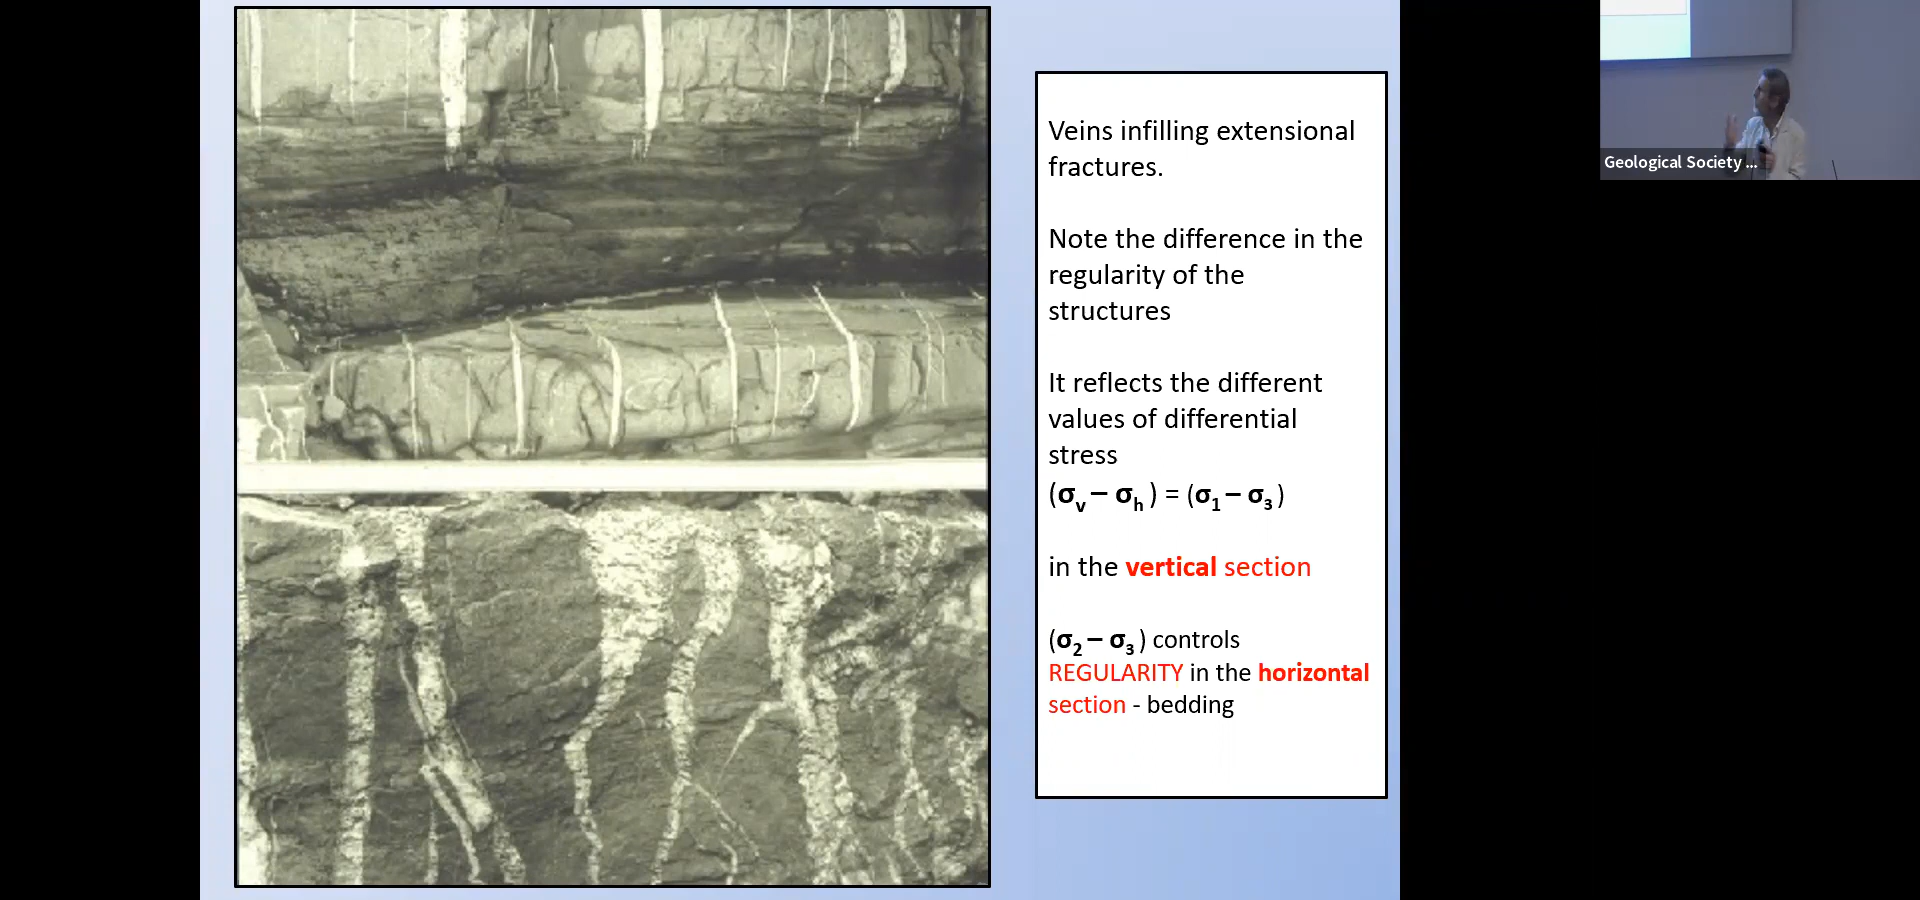 Veins infilling extensional
fractures.
Note the difference in the
regularity of the
structures
It reflects the different
values of differential
stress
(σv – σh ) = (σ1 – σ3 )
in the vertical section
(σ2 – σ3 ) controls
REGULARITY in the horizontal
section - bedding
Geological Society ...